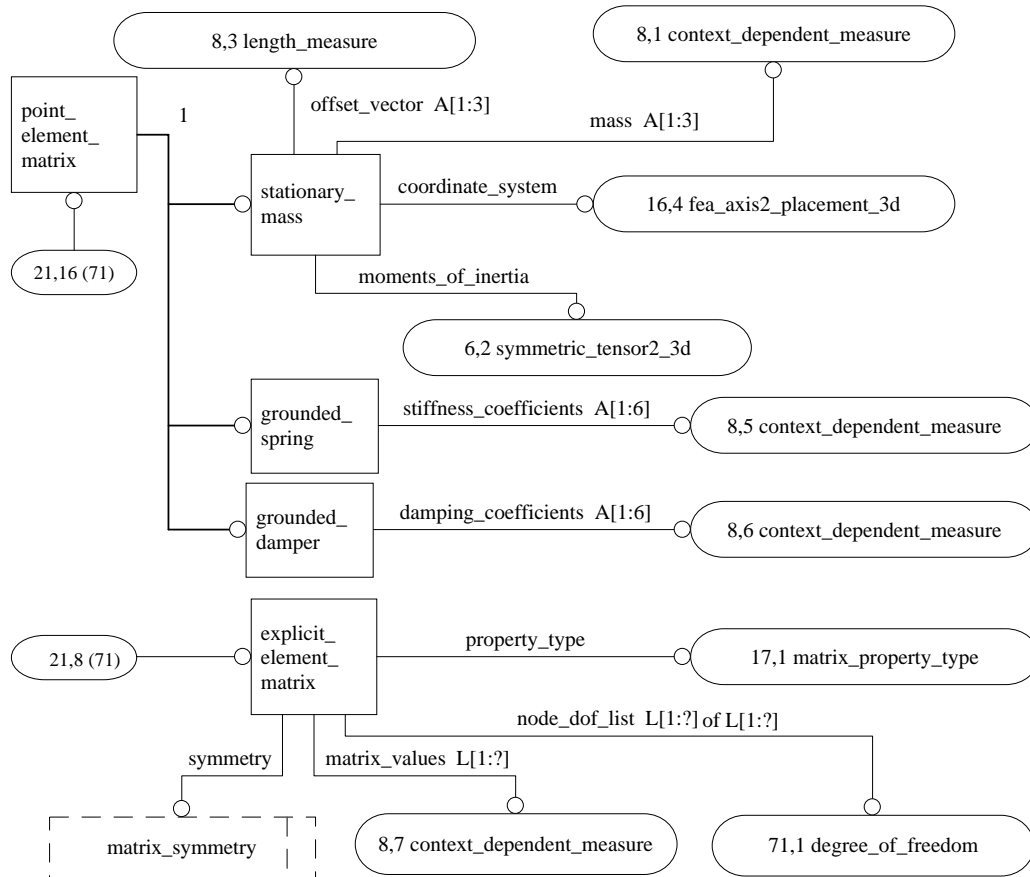 8,3 length_measure
8,1 context_dependent_measure
point_
element_
matrix
1
offset_vector A[1:3]
mass A[1:3]
stationary_
mass
coordinate_system
16,4 fea_axis2_placement_3d
21,16 (71)
moments_of_inertia
6,2 symmetric_tensor2_3d
grounded_
spring
stiffness_coefficients A[1:6]
8,5 context_dependent_measure
grounded_
damper
damping_coefficients A[1:6]
8,6 context_dependent_measure
21,8 (71)
explicit_
element_
matrix
property_type
17,1 matrix_property_type
node_dof_list L[1:?] of L[1:?]
symmetry
matrix_values L[1:?]
matrix_symmetry
8,7 context_dependent_measure
71,1 degree_of_freedom